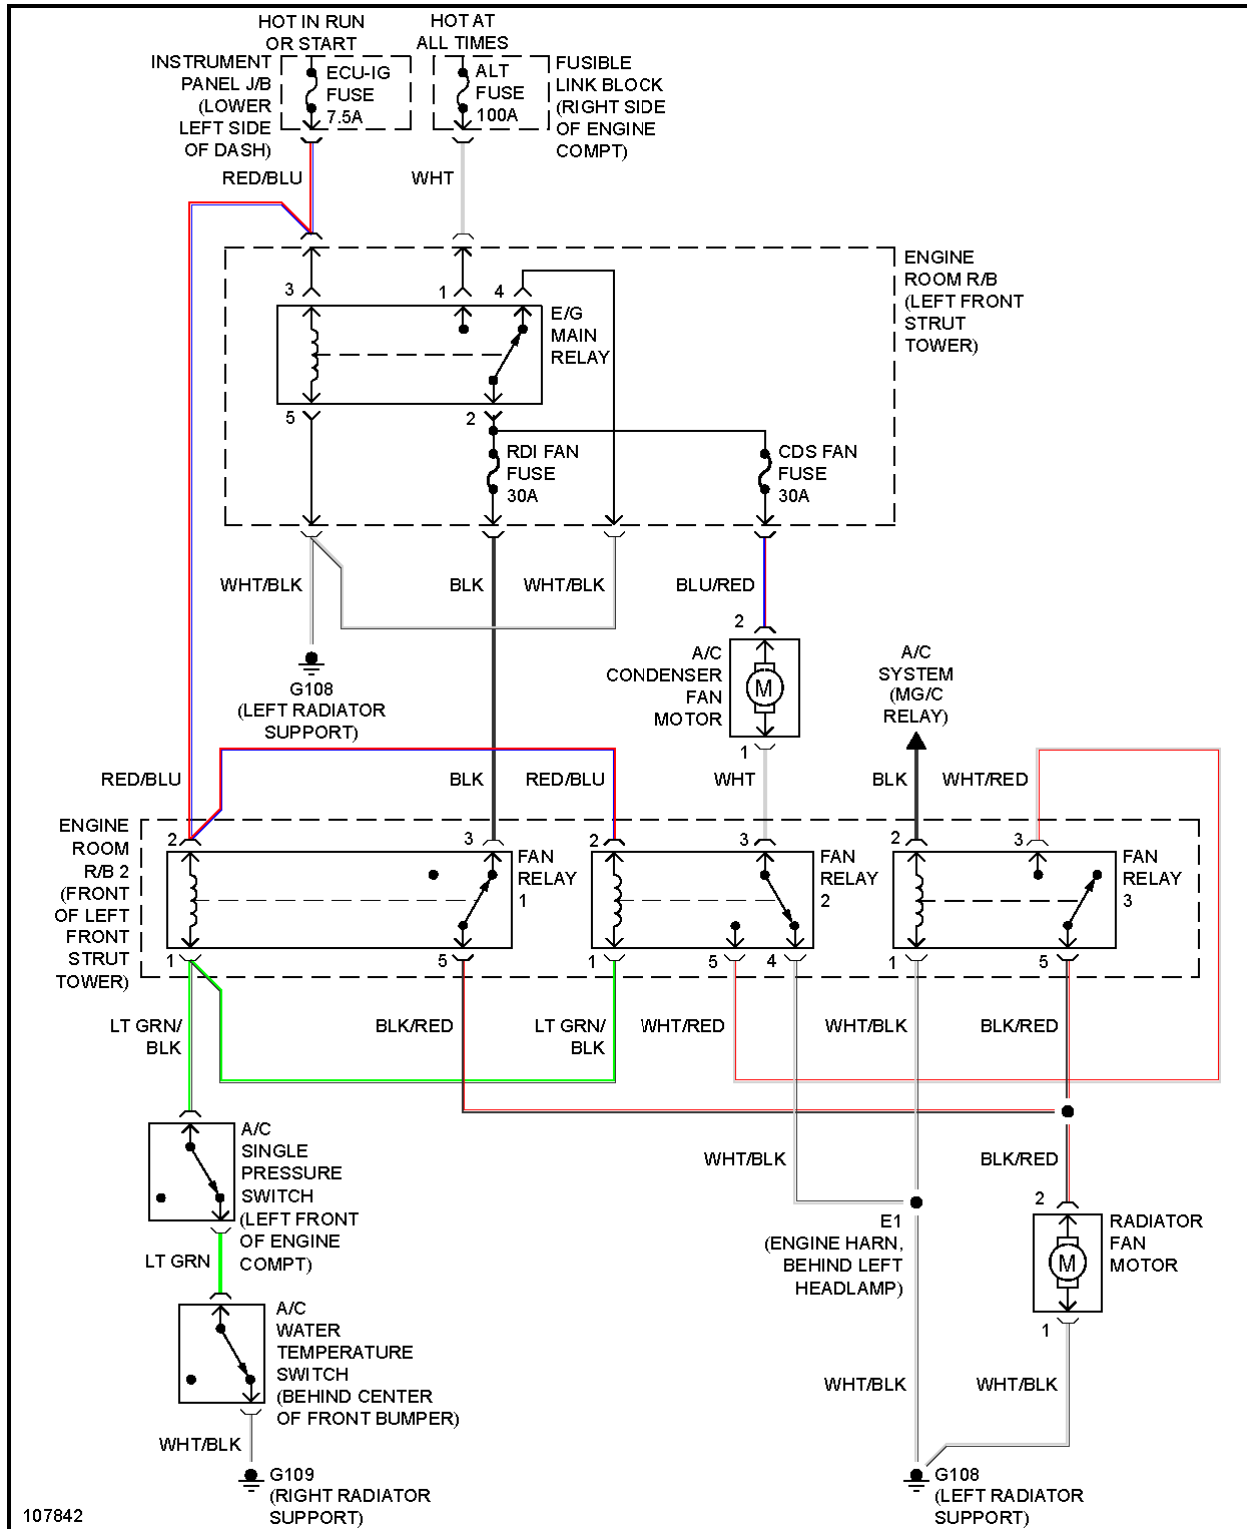 HOT IN RUN
OR START
HOT AT
ALL TIMES
INSTRUMENT
PANEL J/B
(LOWER
LEFT SIDE
OF DASH)
ECU-IG
FUSE
7.5A
ALT
FUSE
100A
FUSIBLE
LINK BLOCK
(RIGHT SIDE
OF ENGINE
COMPT)
RED/BLU
WHT
ENGINE
ROOM R/B
(LEFT FRONT
STRUT
TOWER)
3
1
4
E/G
MAIN
RELAY
5
2
RDI FAN
FUSE
30A
CDS FAN
FUSE
30A
WHT/BLK
BLK
WHT/BLK
BLU/RED
2
A/C
CONDENSER
FAN
MOTOR
M
1
A/C
SYSTEM
(MG/C
RELAY)
G108
(LEFT RADIATOR
SUPPORT)
RED/BLU
BLK
RED/BLU
WHT
BLK
WHT/RED
ENGINE
ROOM
R/B 2
(FRONT
OF LEFT
FRONT
STRUT
TOWER)
2
3
FAN
RELAY
1
2
3
FAN
RELAY
2
2
3
FAN
RELAY
3
1
5
1
5
4
1
5
LT GRN/
BLK
BLK/RED
LT GRN/
BLK
WHT/RED
WHT/BLK
BLK/RED
A/C
SINGLE
PRESSURE
SWITCH
(LEFT FRONT
OF ENGINE
COMPT)
WHT/BLK
BLK/RED
E1
(ENGINE HARN,
BEHIND LEFT
HEADLAMP)
2
RADIATOR
FAN
MOTOR
M
1
LT GRN
A/C
WATER
TEMPERATURE
SWITCH
(BEHIND CENTER
OF FRONT BUMPER)
WHT/BLK
WHT/BLK
WHT/BLK
G109
(RIGHT RADIATOR
SUPPORT)
G108
(LEFT RADIATOR
SUPPORT)
107842